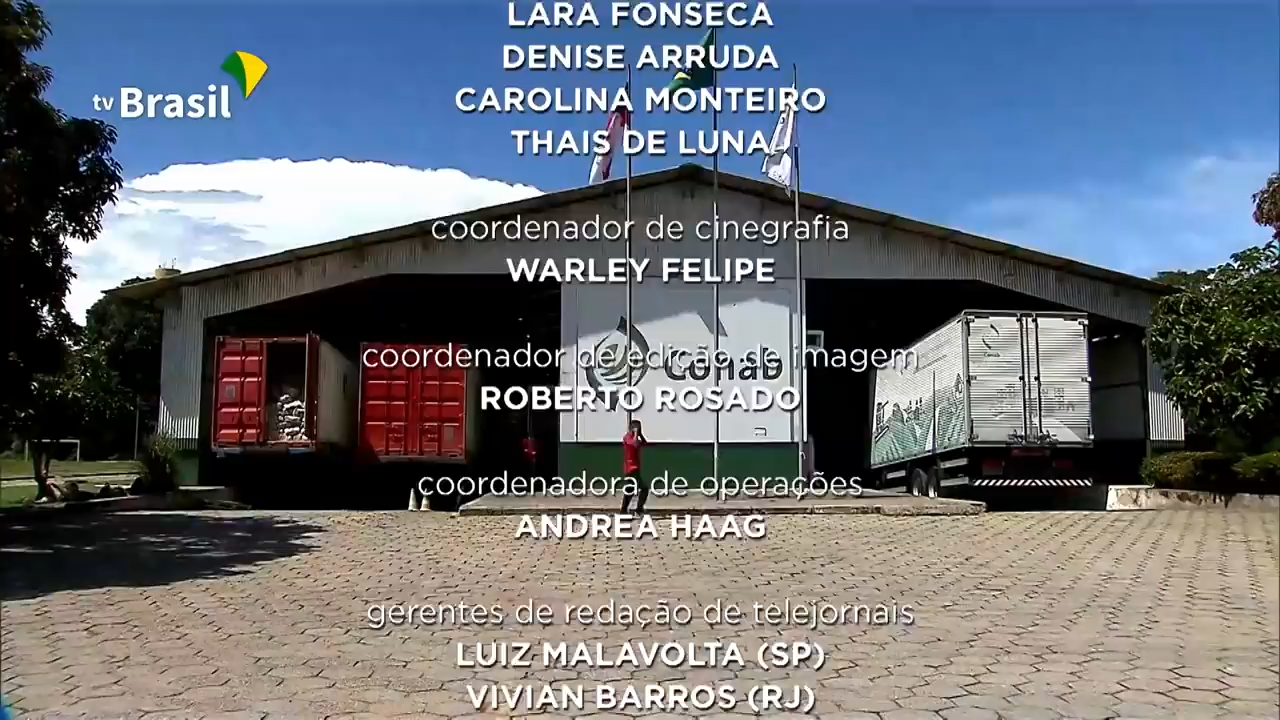 LARA FONSECA
DENISE ARRUDA
CAROLINA MONTEIRO
THAIS DE LUNA
tv Brasil
coordenador de cinegrafia
WARLEY FELIPE
coordenador de edição de imagem
Conab
ROBERTO ROSADO
coordenadora de operações
ANDREA HAAG
gerentes de redação de telejornais
LUIZ MALAVOLTA (SP)
VIVIAN BARROS (RJ)